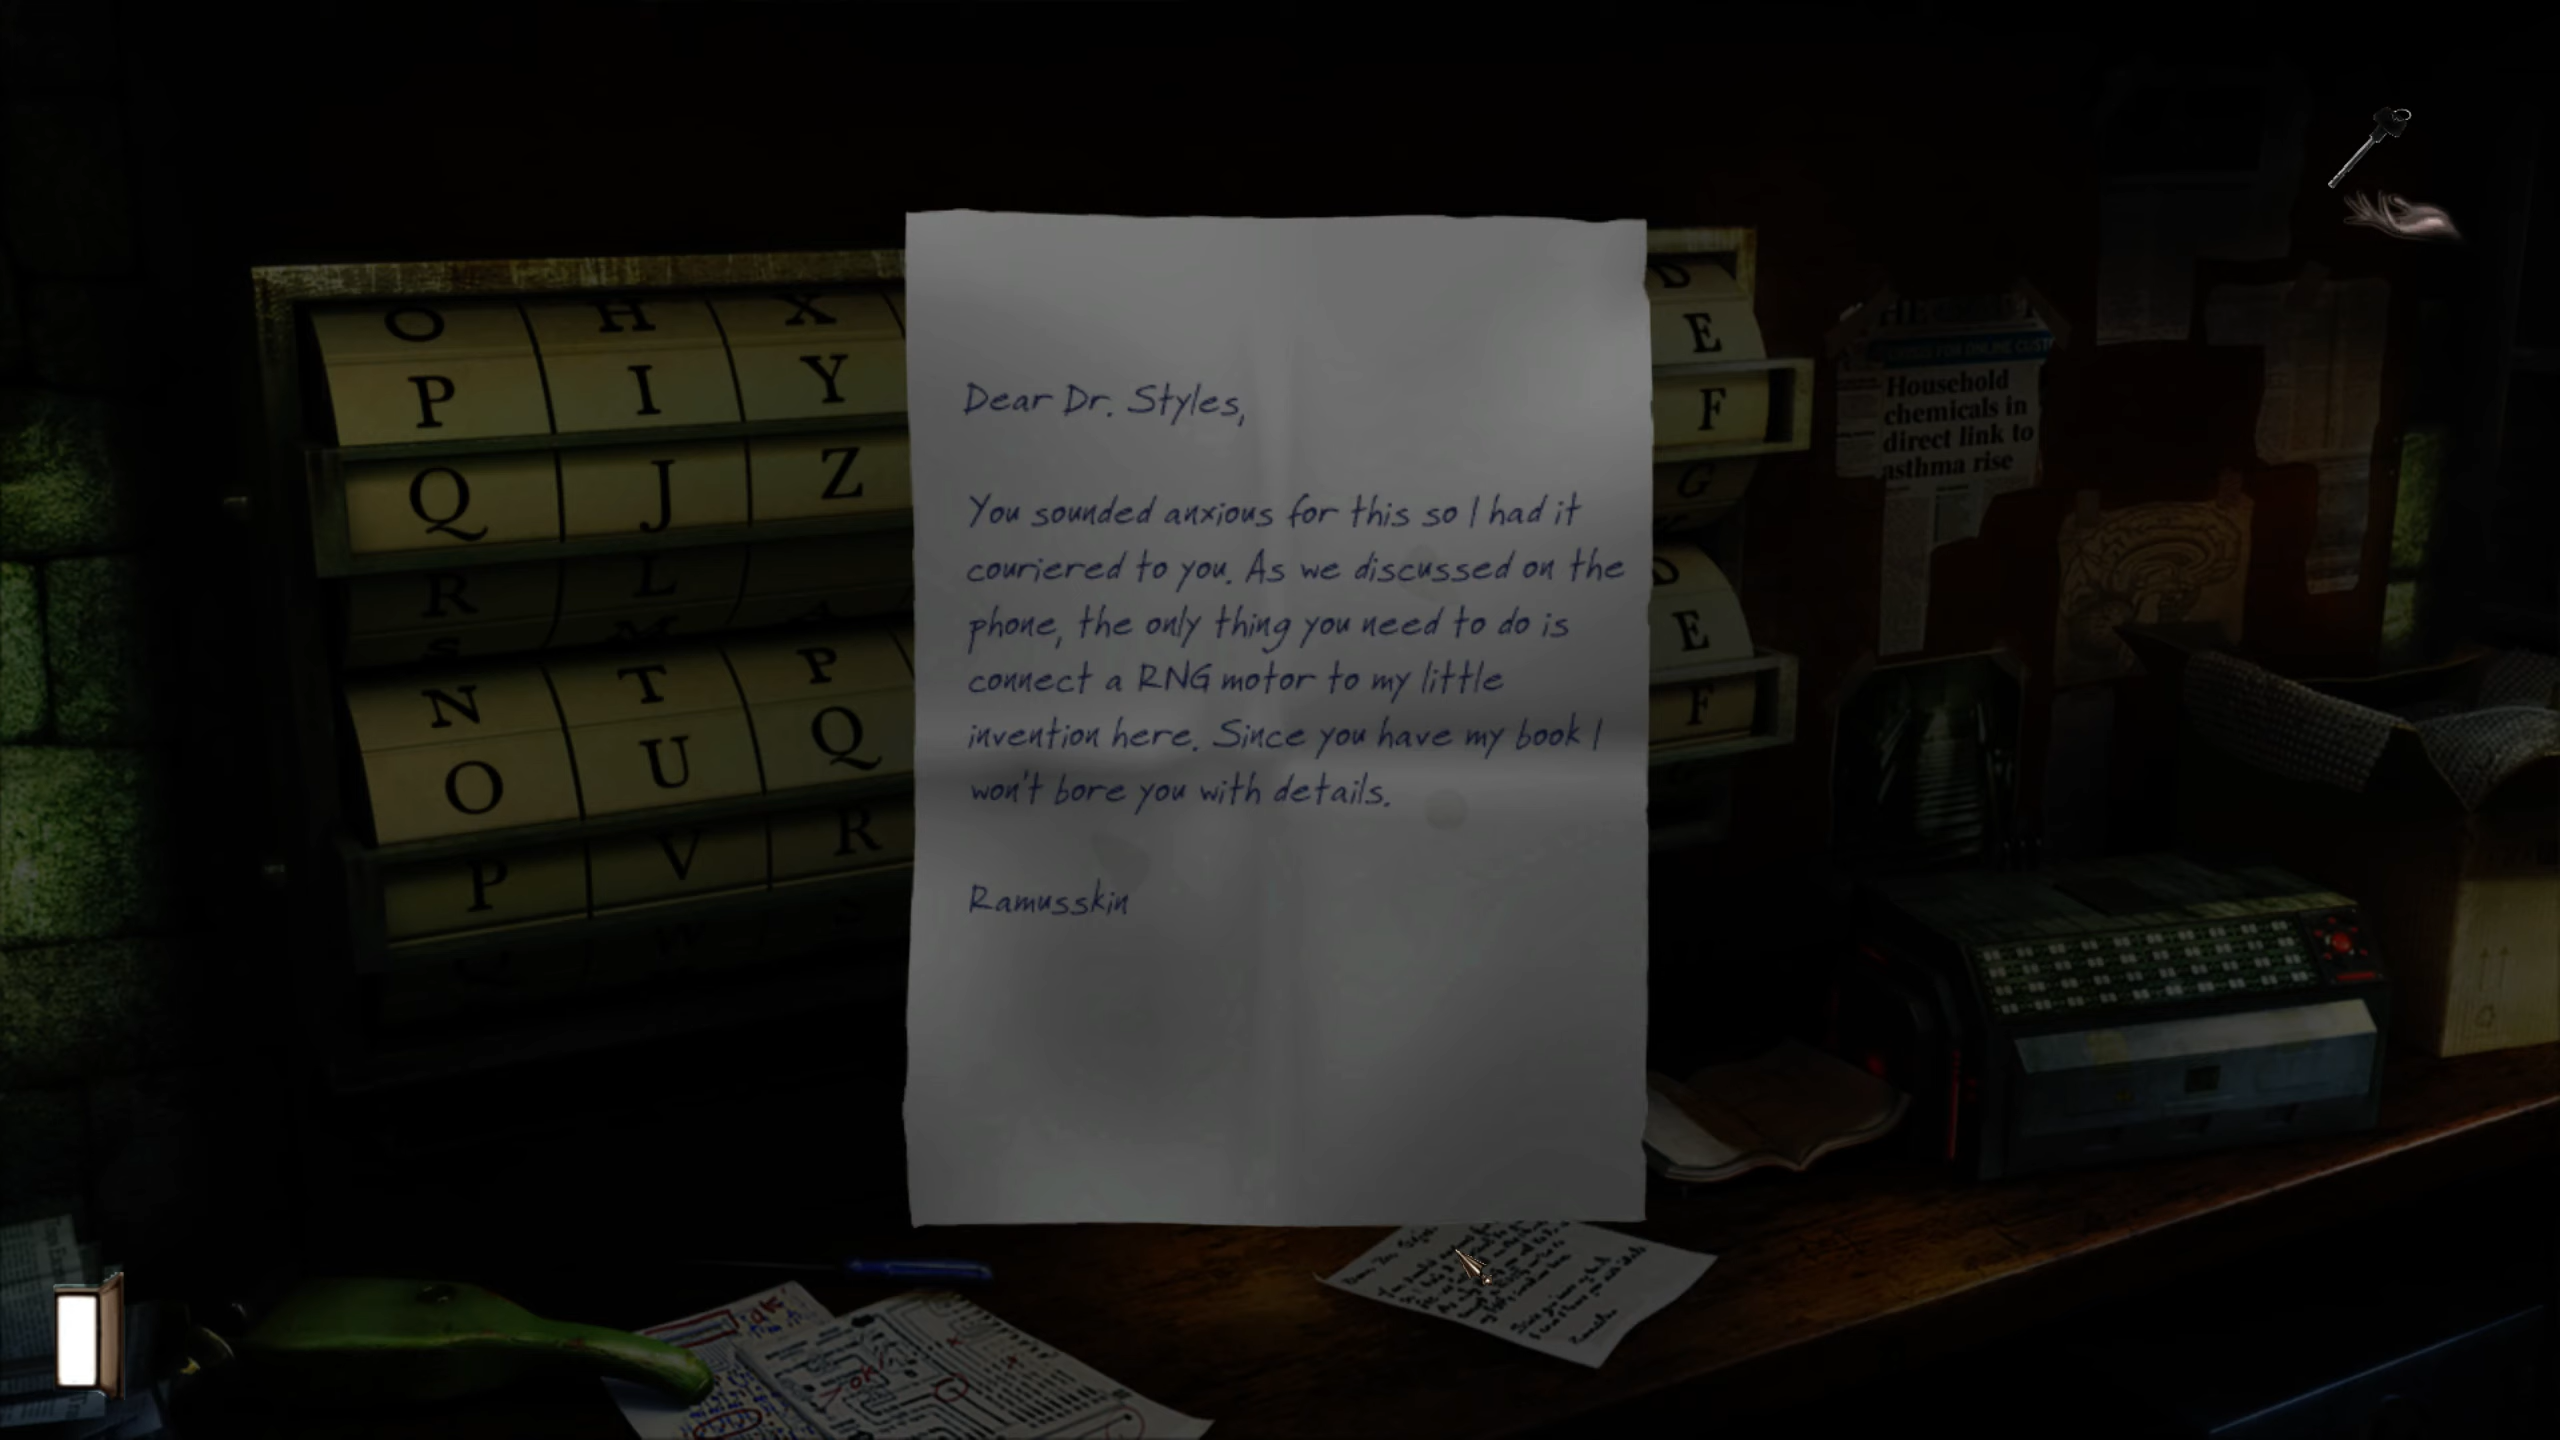 O H X
P I Y
Q J Z
R L
S M
N T P
O U Q
P V R
W
Dear Dr. Styles,
You sounded anxious for this so I had it
couriered to you. As we discussed on the
phone, the only thing you need to do is
connect a RNG motor to my little
invention here. Since you have my book I
won't bore you with details.
Ramusskin
D
E
F
G
D
E
F
Household
chemicals in
direct link to
asthma rise